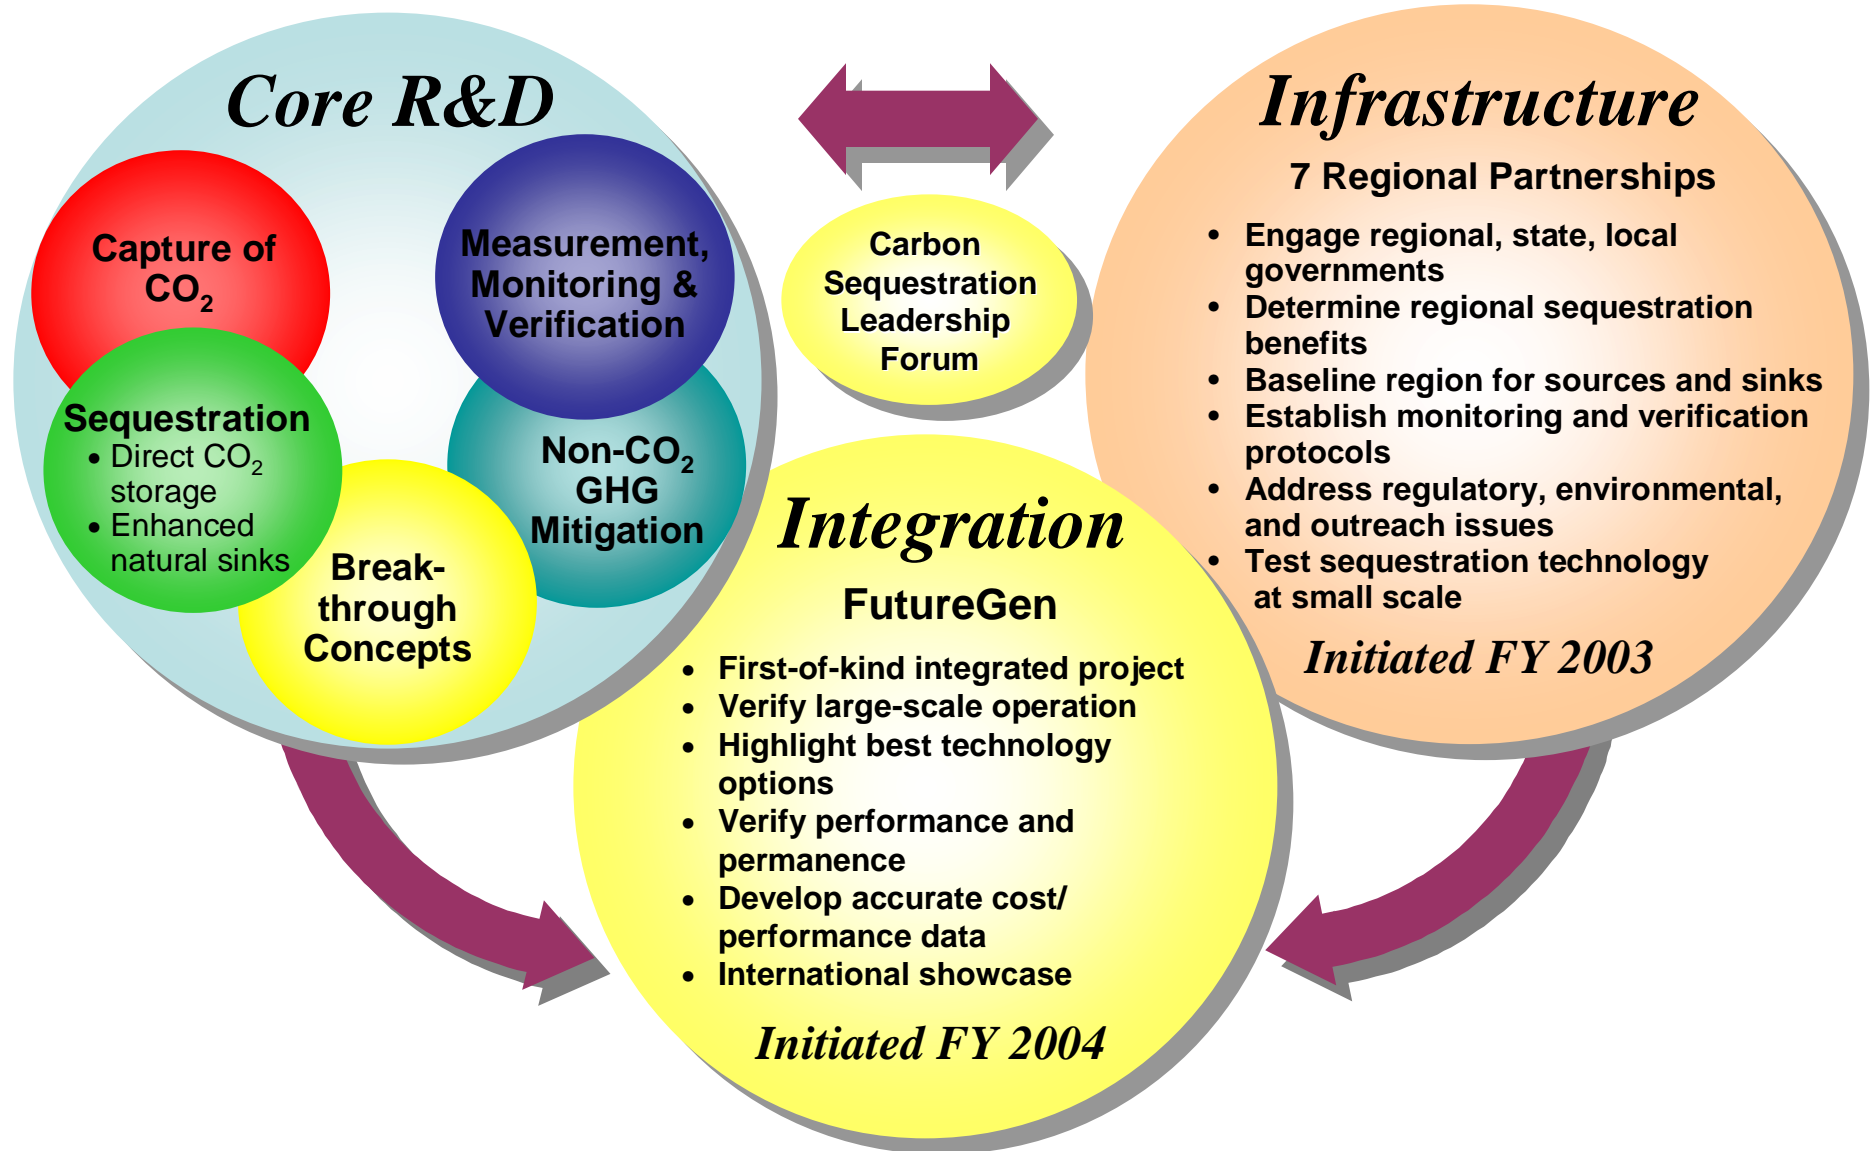 Core R&D
Capture of
CO₂
Measurement,
Monitoring &
Verification
Sequestration
• Direct CO₂
storage
• Enhanced
natural sinks
Non-CO₂
GHG
Mitigation
Break-
through
Concepts
Carbon
Sequestration
Leadership
Forum
Infrastructure
7 Regional Partnerships
• Engage regional, state, local
governments
• Determine regional sequestration
benefits
• Baseline region for sources and sinks
• Establish monitoring and verification
protocols
• Address regulatory, environmental,
and outreach issues
• Test sequestration technology
at small scale
Initiated FY 2003
Integration
FutureGen
• First-of-kind integrated project
• Verify large-scale operation
• Highlight best technology
options
• Verify performance and
permanence
• Develop accurate cost/
performance data
• International showcase
Initiated FY 2004